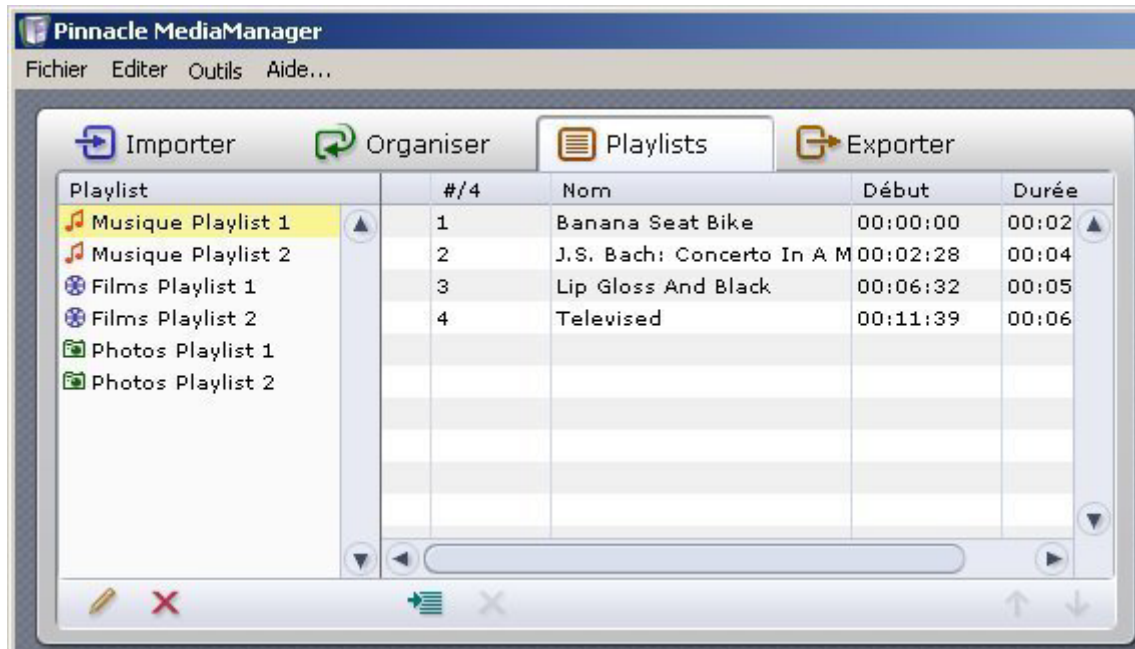 Pinnacle MediaManager
Fichier Editer Outils Aide...
Importer Organiser Playlists Exporter
Playlist #/4 Nom Début Durée
Musique Playlist 1 1 Banana Seat Bike 00:00:00 00:02
Musique Playlist 2 2 J.S. Bach: Concerto In A M 00:02:28 00:04
Films Playlist 1 3 Lip Gloss And Black 00:06:32 00:05
Films Playlist 2 4 Televised 00:11:39 00:06
Photos Playlist 1
Photos Playlist 2